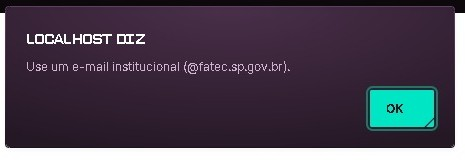 LOCALHOST DIZ
Use um e-mail institucional (@fatec.sp.gov.br).
OK